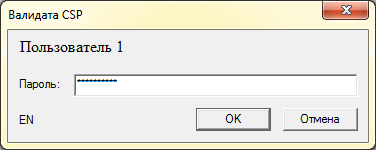 Валидата CSP
Пользователь 1
Пароль: **********
EN
OK
Отмена